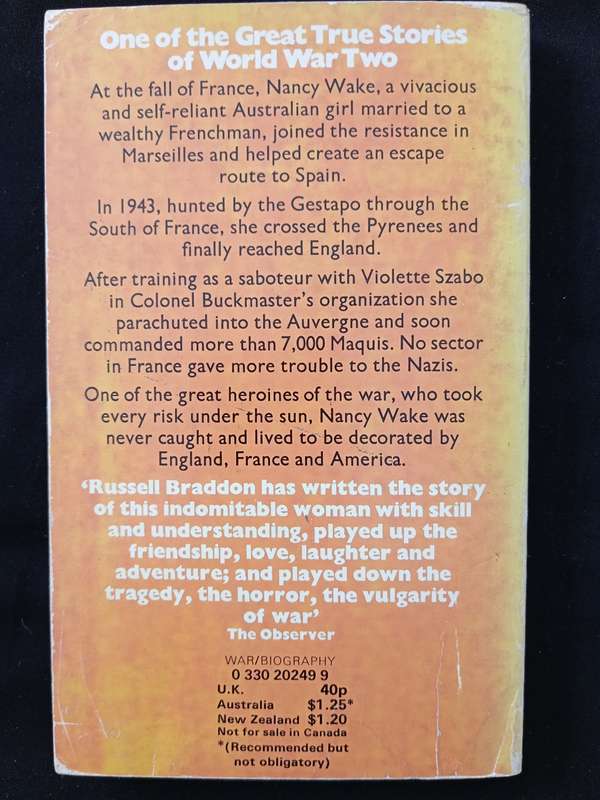 One of the Great True Stories
of World War Two
At the fall of France, Nancy Wake, a vivacious
and self-reliant Australian girl married to a
wealthy Frenchman, joined the resistance in
Marseilles and helped create an escape
route to Spain.
In 1943, hunted by the Gestapo through the
South of France, she crossed the Pyrenees and
finally reached England.
After training as a saboteur with Violette Szabo
in Colonel Buckmaster's organization she
parachuted into the Auvergne and soon
commanded more than 7,000 Maquis. No sector
in France gave more trouble to the Nazis.
One of the great heroines of the war, who took
every risk under the sun, Nancy Wake was
never caught and lived to be decorated by
England, France and America.
'Russell Braddon has written the story
of this indomitable woman with skill
and understanding, played up the
friendship, love, laughter and
adventure; and played down the
tragedy, the horror, the vulgarity
of war'
The Observer
WAR/BIOGRAPHY
0 330 20249 9
U.K. 40p
Australia $1.25*
New Zealand $1.20
Not for sale in Canada
*(Recommended but
not obligatory)